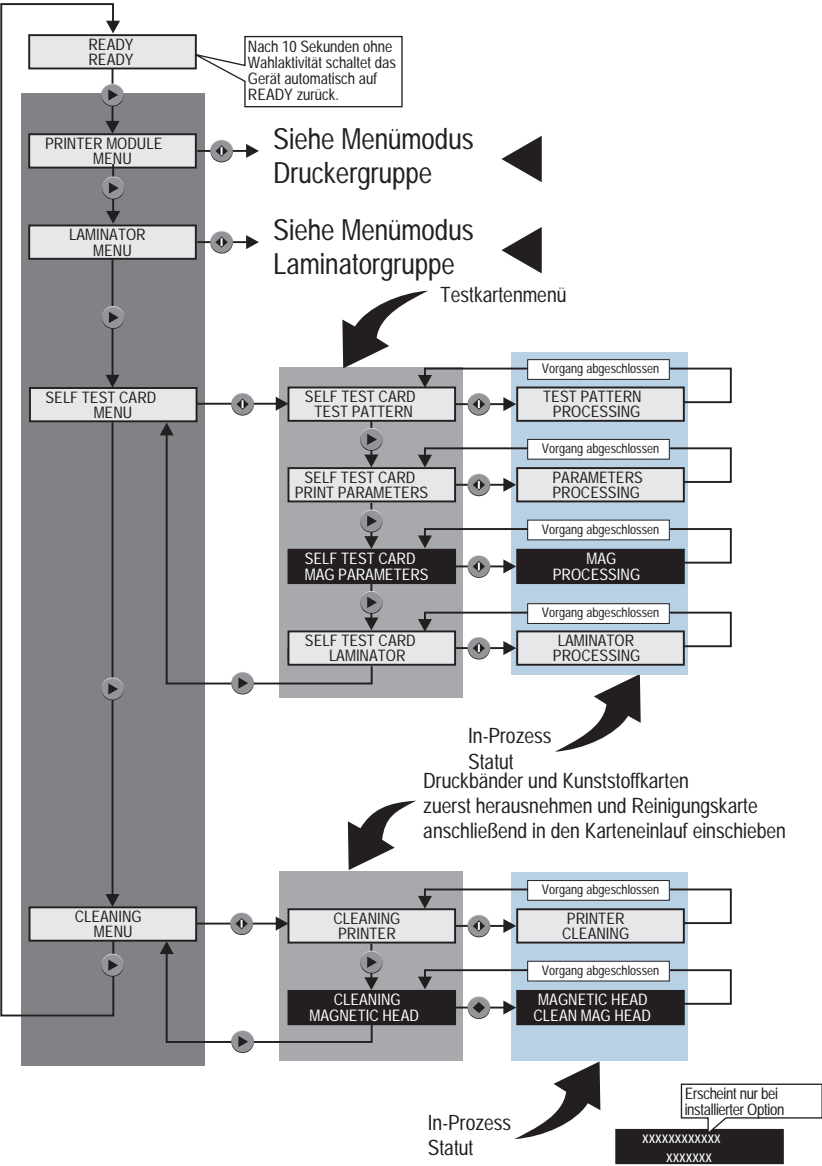 READY
READY
Nach 10 Sekunden ohne
Wahlaktivität schaltet das
Gerät automatisch auf
READY zurück.
PRINTER MODULE
MENU
Siehe Menümodus
Druckergruppe
LAMINATOR
MENU
Siehe Menümodus
Laminatorgruppe
Testkartenmenü
Vorgang abgeschlossen
SELF TEST CARD
MENU
SELF TEST CARD
TEST PATTERN
TEST PATTERN
PROCESSING
Vorgang abgeschlossen
SELF TEST CARD
PRINT PARAMETERS
PARAMETERS
PROCESSING
Vorgang abgeschlossen
SELF TEST CARD
MAG PARAMETERS
MAG
PROCESSING
Vorgang abgeschlossen
SELF TEST CARD
LAMINATOR
LAMINATOR
PROCESSING
In-Prozess
Statut
Druckbänder und Kunststoffkarten
zuerst herausnehmen und Reinigungskarte
anschließend in den Karteneinlauf einschieben
Vorgang abgeschlossen
CLEANING
MENU
CLEANING
PRINTER
PRINTER
CLEANING
Vorgang abgeschlossen
CLEANING
MAGNETIC HEAD
MAGNETIC HEAD
CLEAN MAG HEAD
In-Prozess
Statut
Erscheint nur bei
installierter Option
XXXXXXXXXXXX
XXXXXXX